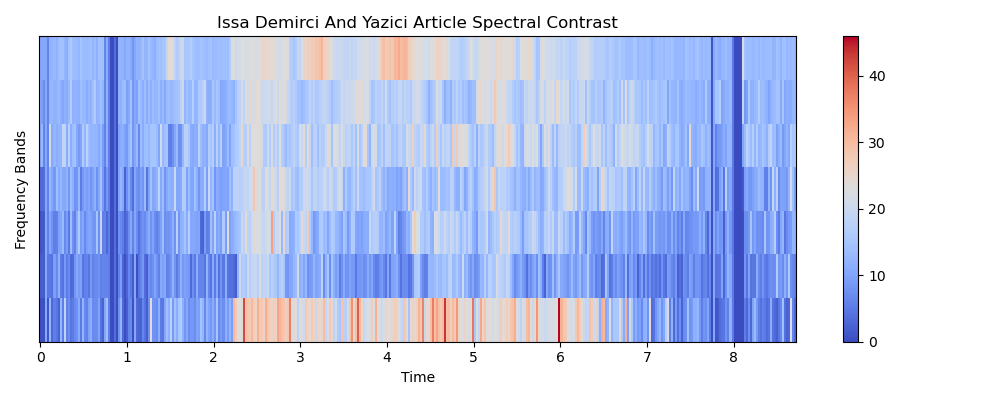 Issa Demirci And Yazici Article Spectral Contrast
Frequency Bands
0 1 2 3 4 5 6 7 8
Time
40
30
20
10
0